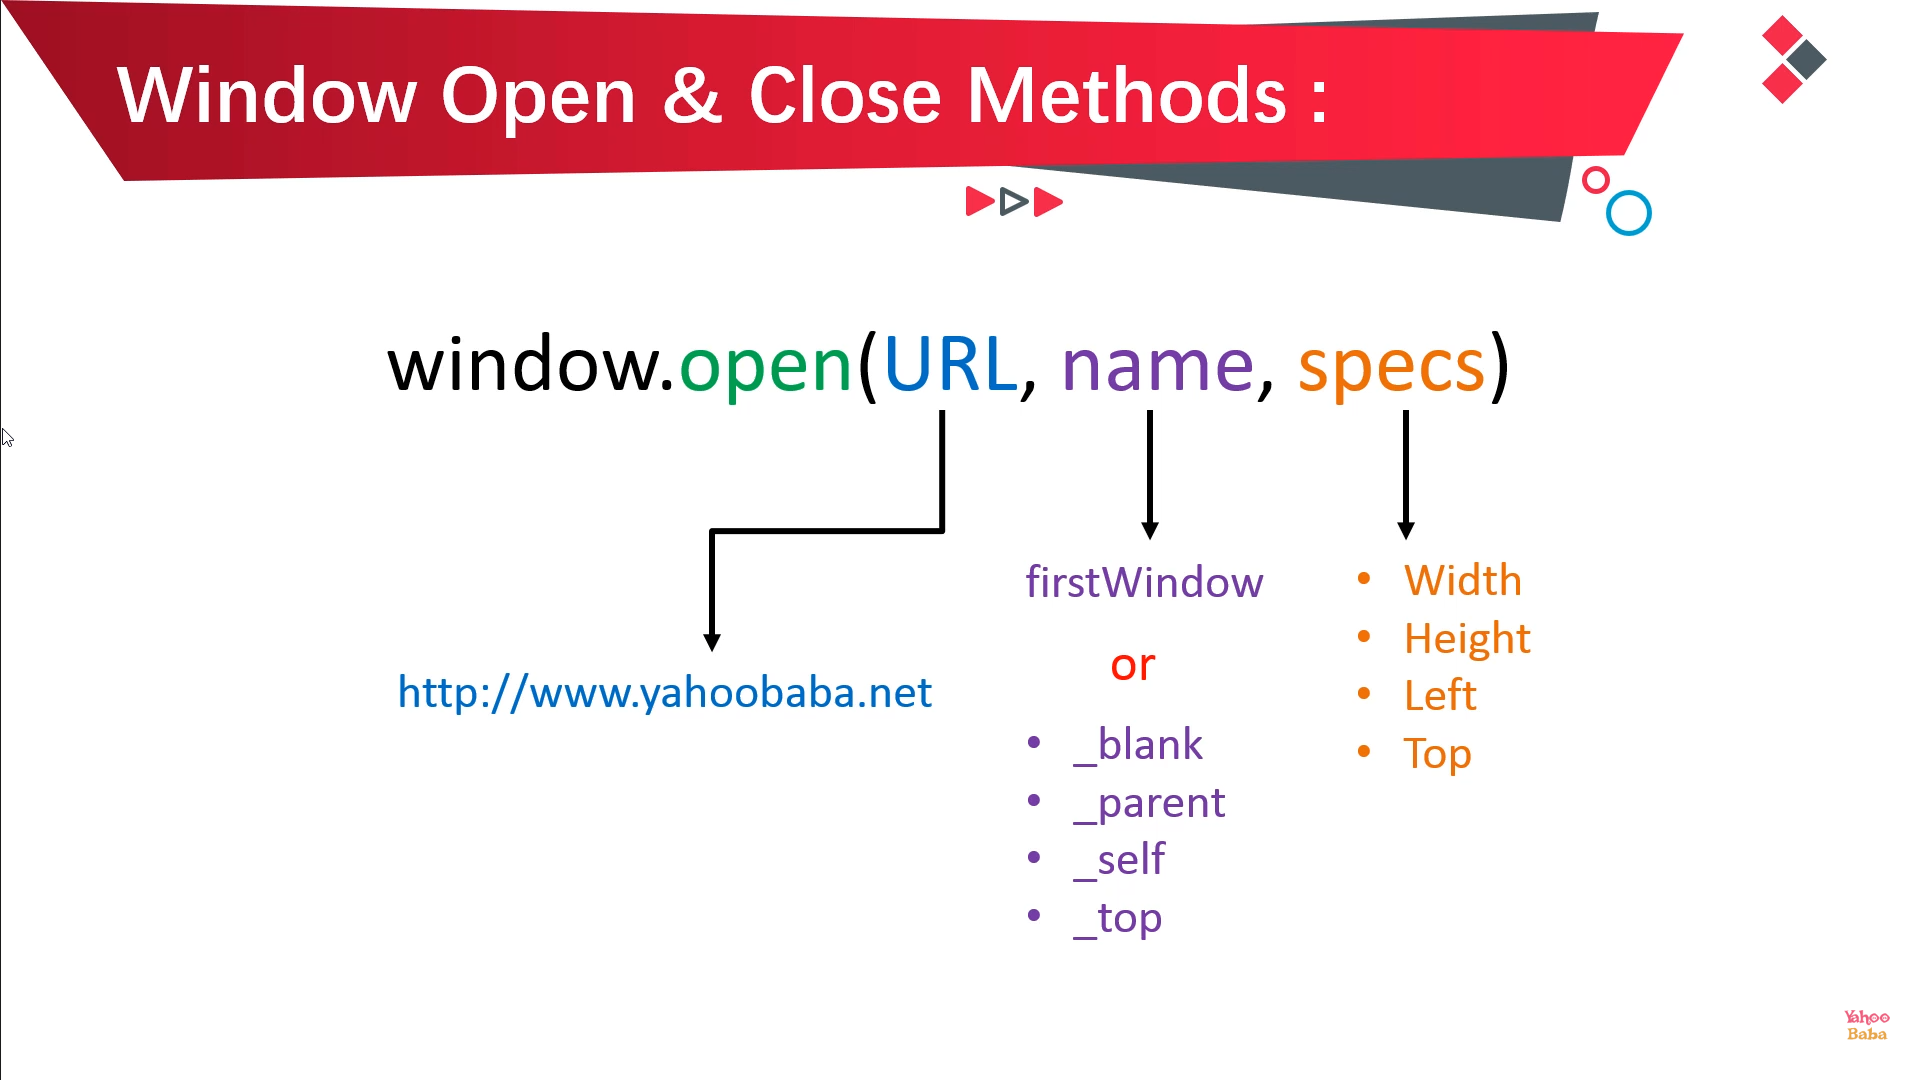 Window Open & Close Methods :
window.open(URL, name, specs)
http://www.yahoobaba.net
firstWindow
or
• _blank
• _parent
• _self
• _top
• Width
• Height
• Left
• Top
Yahoo
Baba